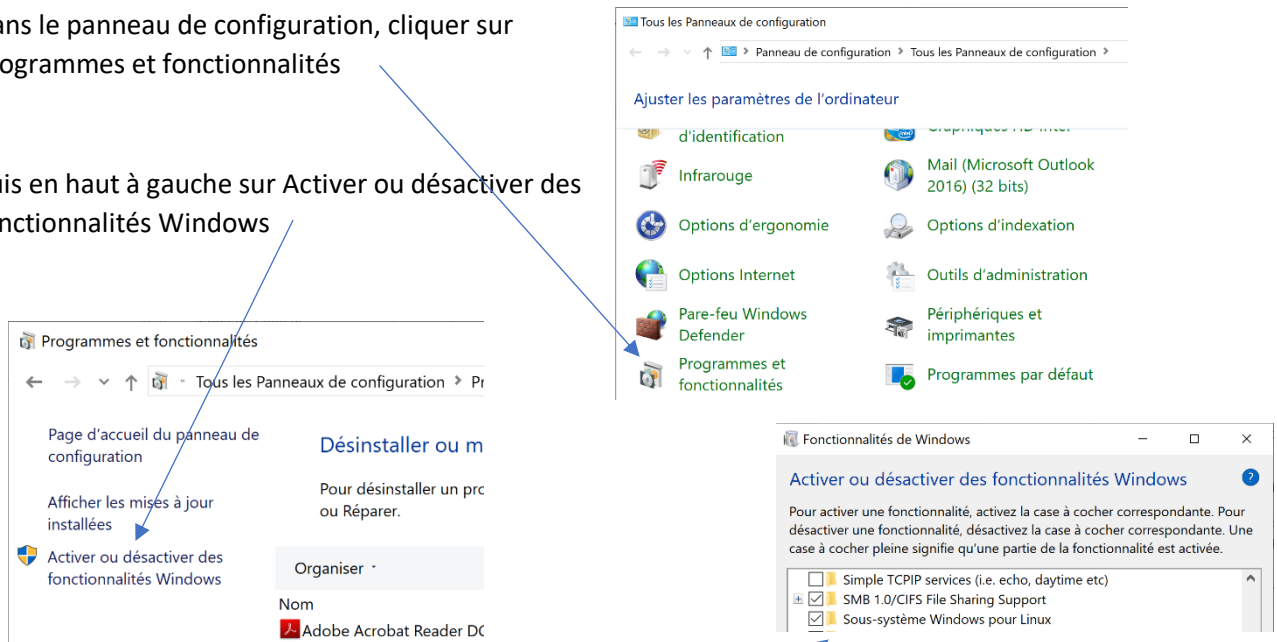 ans le panneau de configuration, cliquer sur
ogrammes et fonctionnalités
uis en haut à gauche sur Activer ou désactiver des
nctionnalités Windows
Tous les Panneaux de configuration
Panneau de configuration > Tous les Panneaux de configuration >
Ajuster les paramètres de l'ordinateur
d'identification
Graphiques HD Intel
Infrarouge
Mail (Microsoft Outlook
2016) (32 bits)
Options d'ergonomie
Options d'indexation
Options Internet
Outils d'administration
Pare-feu Windows
Defender
Périphériques et
imprimantes
Programmes et
fonctionnalités
Programmes par défaut
Programmes et fonctionnalités
« Tous les Panneaux de configuration > Pr
Page d'accueil du panneau de
configuration
Afficher les mises à jour
installées
Activer ou désactiver des
fonctionnalités Windows
Désinstaller ou m
Pour désinstaller un pro
ou Réparer.
Organiser
Nom
Adobe Acrobat Reader DC
Fonctionnalités de Windows
Activer ou désactiver des fonctionnalités Windows
Pour activer une fonctionnalité, activez la case à cocher correspondante. Pour
désactiver une fonctionnalité, désactivez la case à cocher correspondante. Une
case à cocher pleine signifie qu'une partie de la fonctionnalité est activée.
Simple TCPIP services (i.e. echo, daytime etc)
SMB 1.0/CIFS File Sharing Support
Sous-système Windows pour Linux